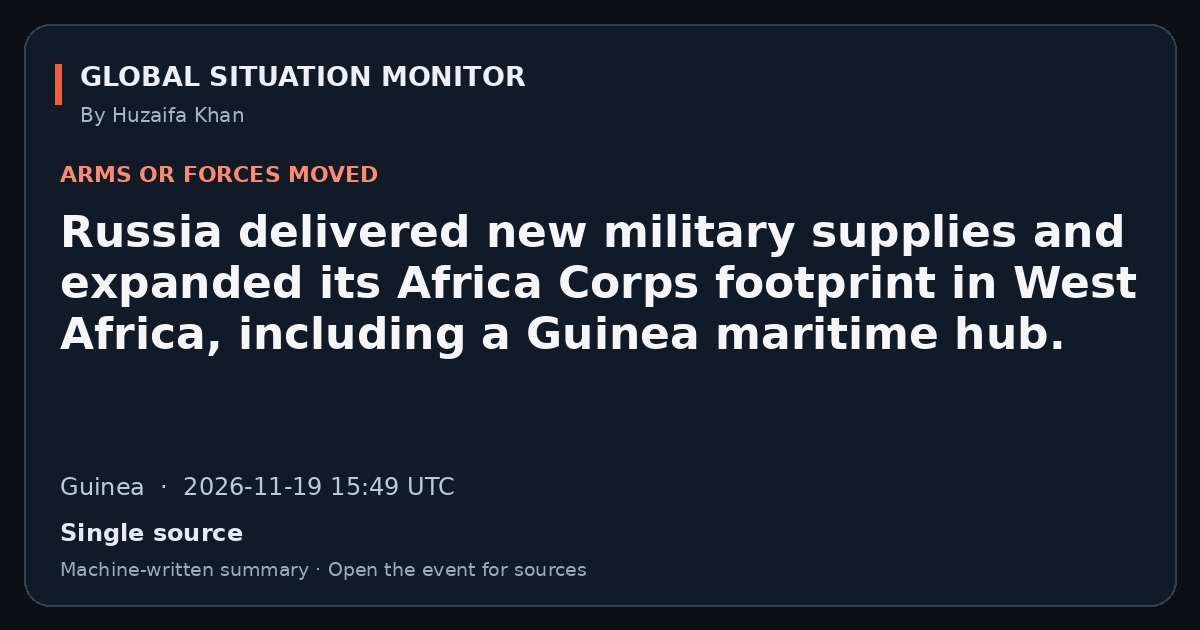 GLOBAL SITUATION MONITOR
By Huzaifa Khan
ARMS OR FORCES MOVED
Russia delivered new military supplies and
expanded its Africa Corps footprint in West
Africa, including a Guinea maritime hub.
Guinea · 2026-11-19 15:49 UTC
Single source
Machine-written summary · Open the event for sources